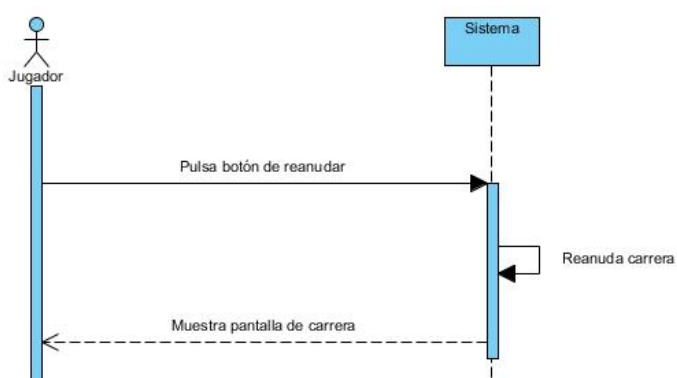 Sistema
Jugador
Pulsa botón de reanudar
Reanuda carrera
Muestra pantalla de carrera